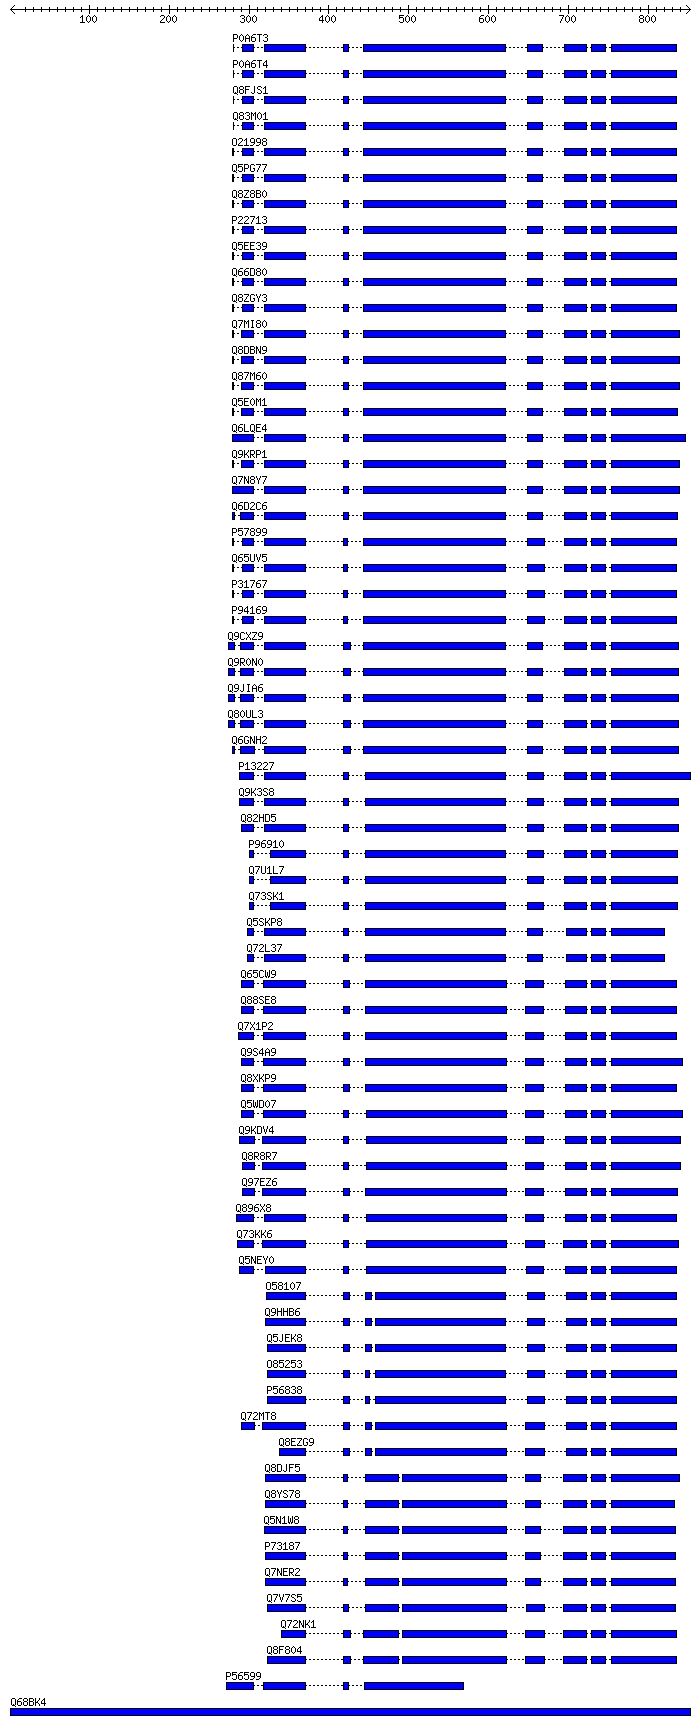 100 200 300 400 500 600 700 800
P0A6T3
P0A6T4
Q8FJS1
Q83M01
O21998
Q5PG77
Q8Z8B0
P22713
Q5EE39
Q66D80
Q8ZGY3
Q7MI80
Q8DBN9
Q87M60
Q5E0M1
Q6LQE4
Q9KRP1
Q7N8Y7
Q6D2C6
P57899
Q65UV5
P31767
P94169
Q9CXZ9
Q9R0N0
Q9JIA6
Q80UL3
Q6GNH2
P13227
Q9K3S8
Q82HD5
P96910
Q7U1L7
Q73SK1
Q5SKP8
Q72L37
Q65CW9
Q88SE8
Q7X1P2
Q9S4A9
Q8XKP9
Q5WD07
Q9KDV4
Q8R8R7
Q97EZ6
Q896X8
Q73KK6
Q5NEY0
O58107
Q9HHB6
Q5JEK8
O85253
P56838
Q72MT8
Q8EZG9
Q8DJF5
Q8YS78
Q5N1W8
P73187
Q7NER2
Q7V7S5
Q72NK1
Q8F804
P56599
Q68BK4